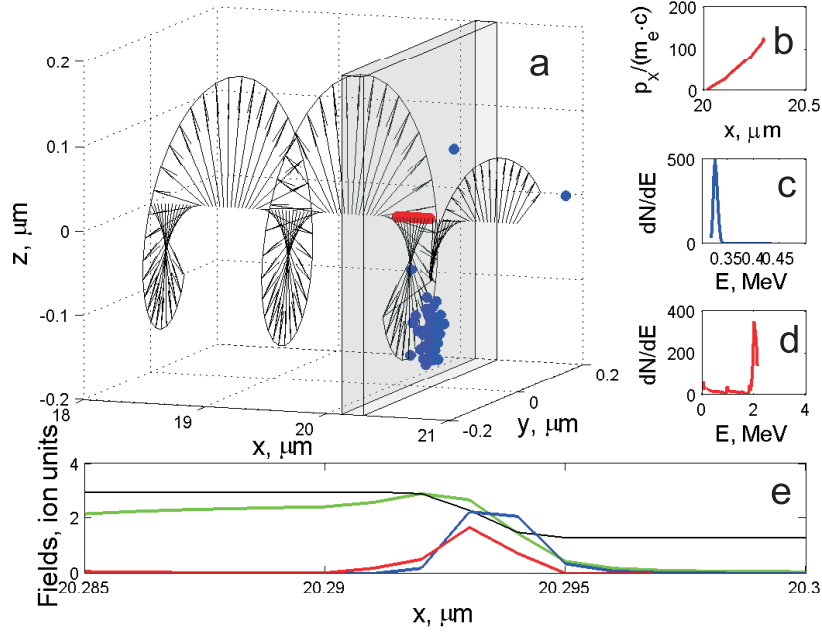 a
0.2
0.1
0
-0.1
-0.2
z, μm
18
19
20
21
x, μm
-0.2
0
0.2
y, μm
b
200
100
0
20
20.5
p_x/(m_e·c)
x, μm
c
500
0
0.35
0.4
0.45
dN/dE
E, MeV
d
400
200
0
0
2
4
dN/dE
E, MeV
e
4
2
0
20.285
20.29
20.295
20.3
Fields, ion units
x, μm